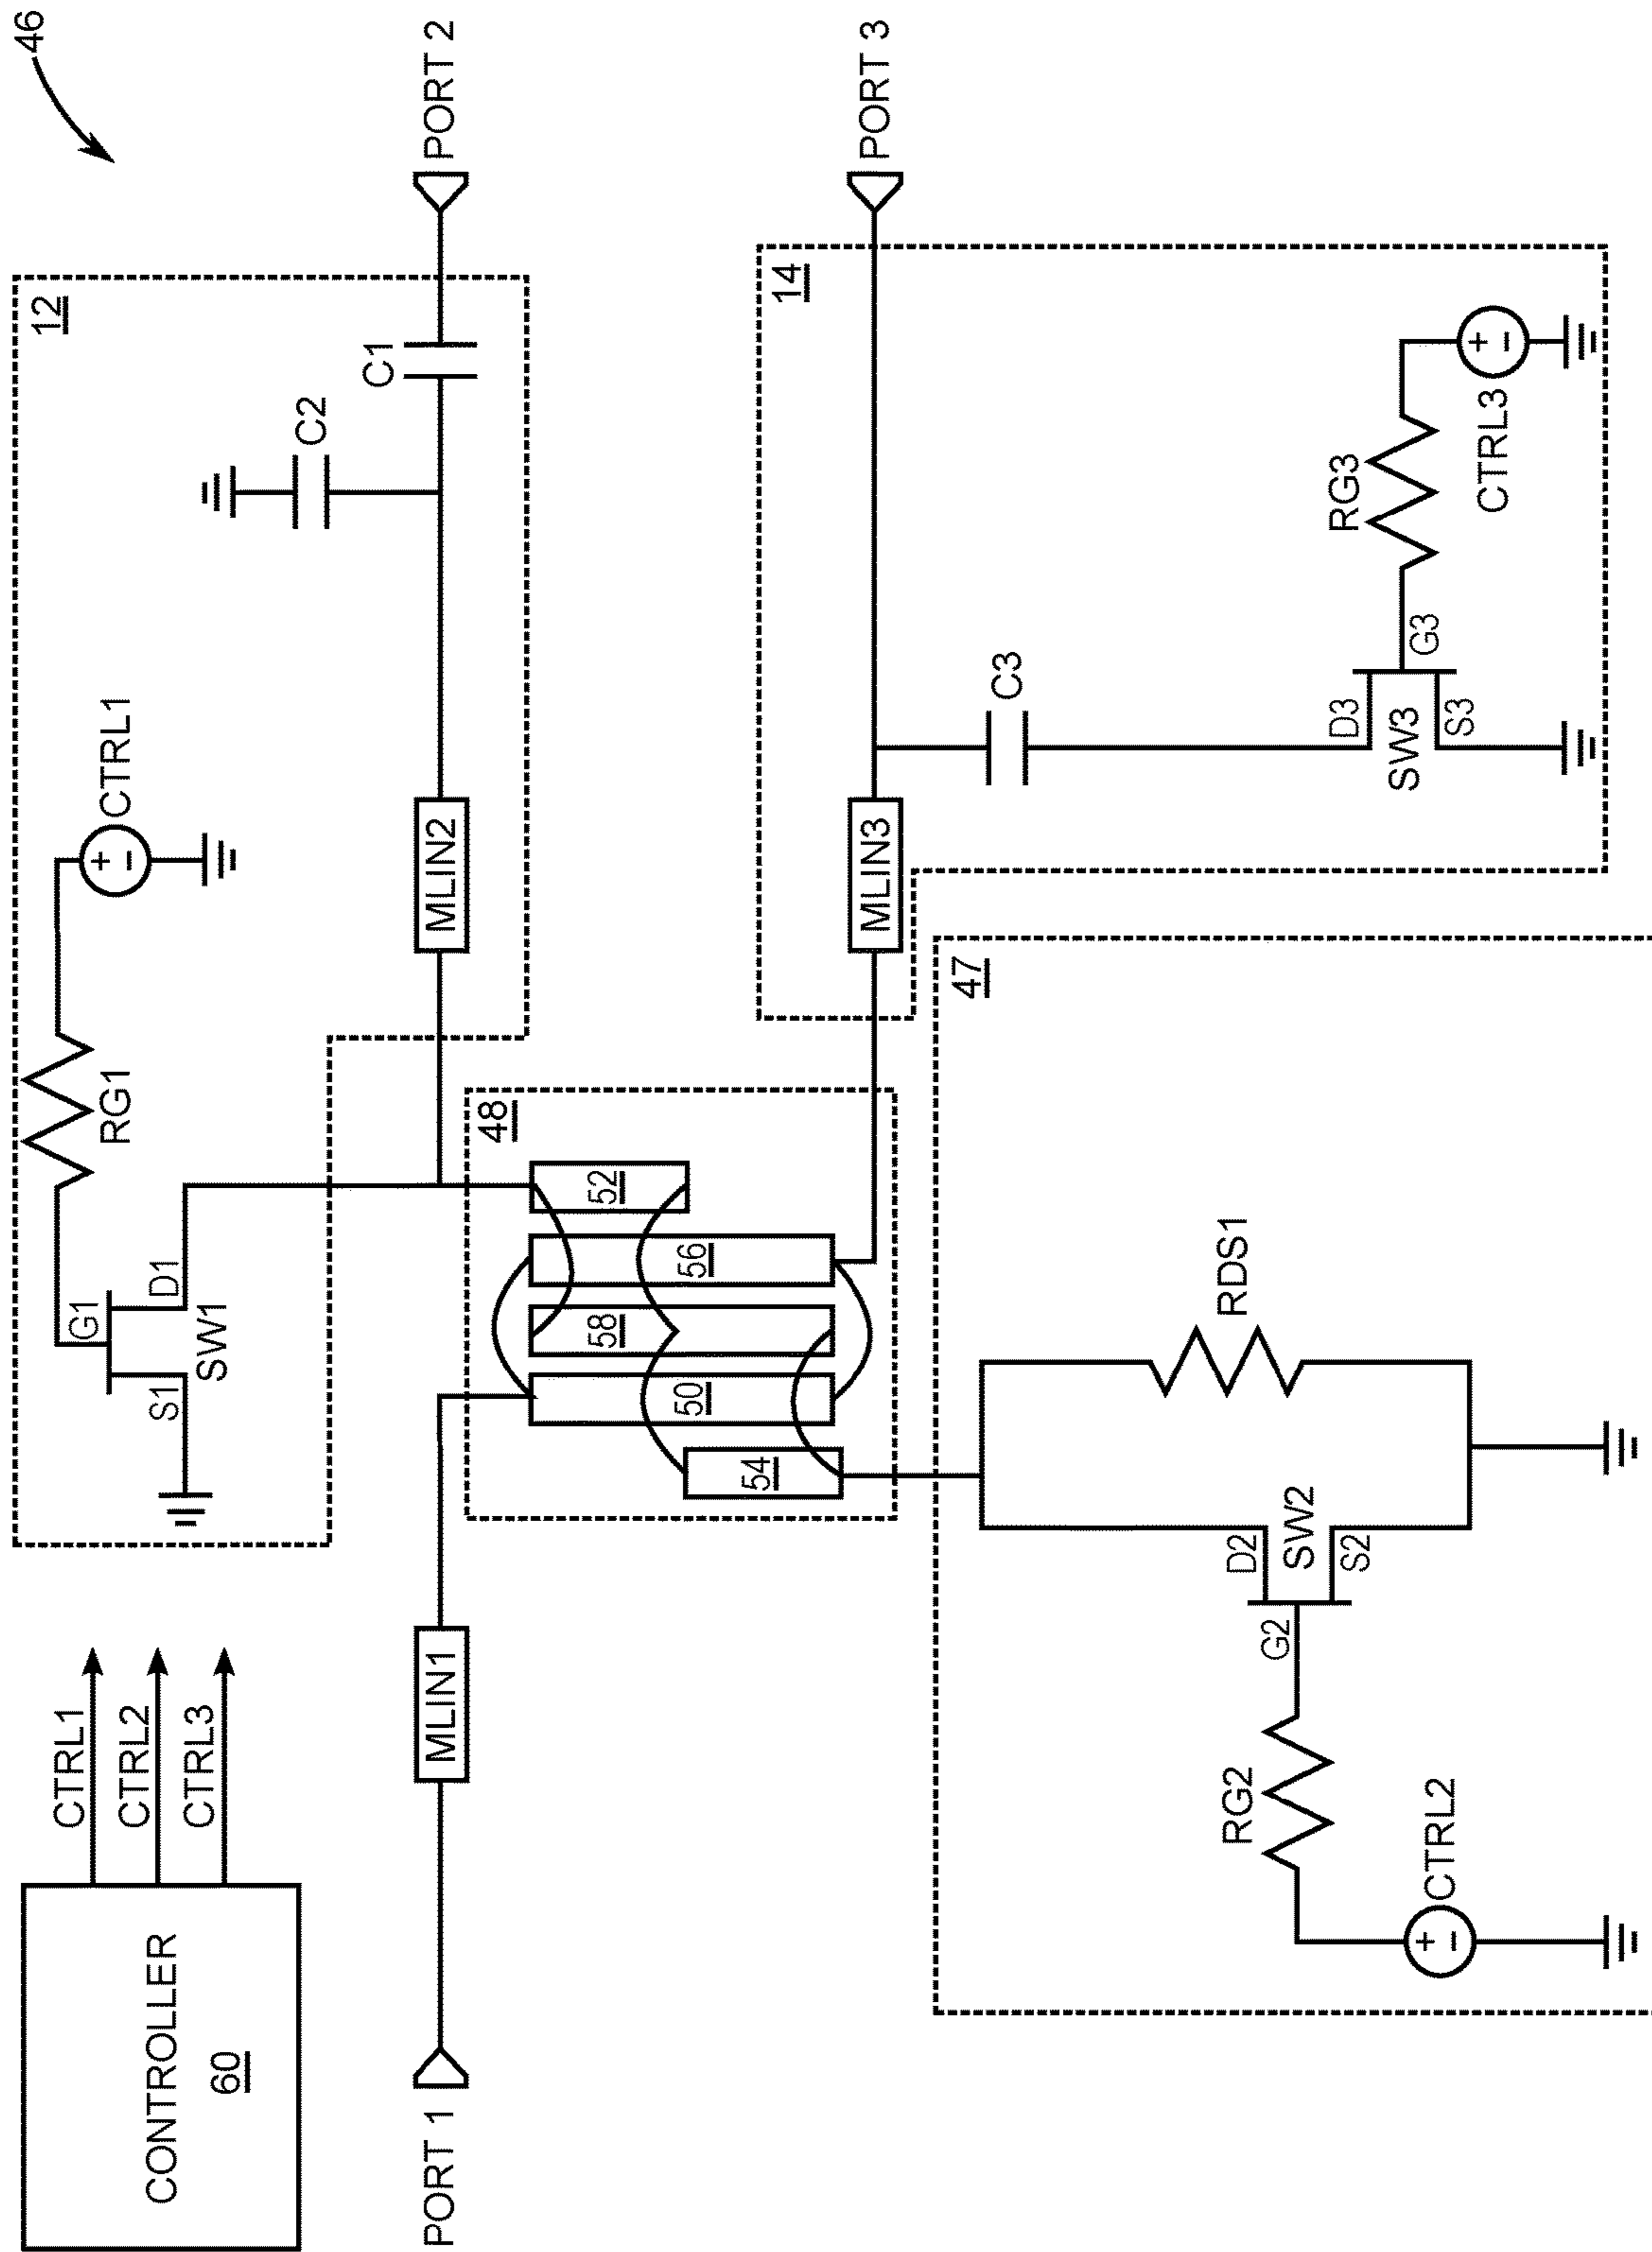 46
CONTROLLER
60
CTRL1
CTRL2
CTRL3
12
G1
S1
D1
SW1
RG1
+
-
CTRL1
C2
C1
PORT 1
MLIN1
MLIN2
PORT 2
48
54
50
58
56
52
14
MLIN3
PORT 3
C3
D3
SW3
S3
G3
RG3
+
-
CTRL3
47
RG2
+
-
CTRL2
G2
D2
SW2
S2
RDS1